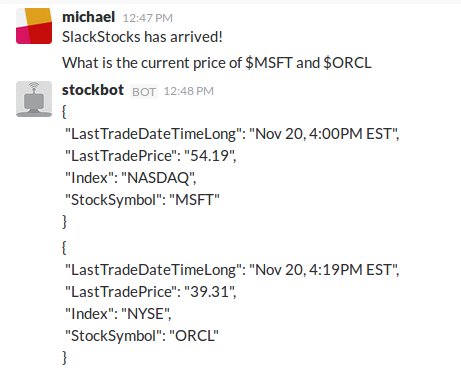 michael 12:47 PM
SlackStocks has arrived!
What is the current price of $MSFT and $ORCL
stockbot BOT 12:48 PM
{
"LastTradeDateTimeLong": "Nov 20, 4:00PM EST",
"LastTradePrice": "54.19",
"Index": "NASDAQ",
"StockSymbol": "MSFT"
}
{
"LastTradeDateTimeLong": "Nov 20, 4:19PM EST",
"LastTradePrice": "39.31",
"Index": "NYSE",
"StockSymbol": "ORCL"
}